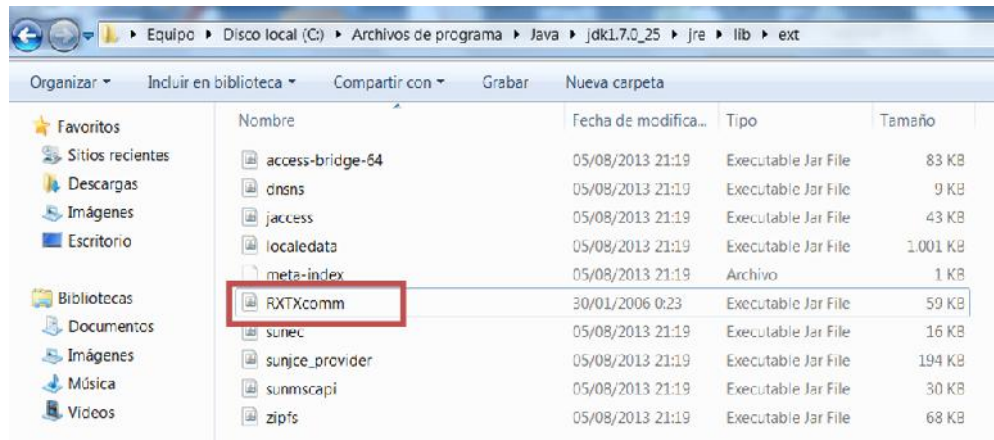 Equipo ▸ Disco local (C:) ▸ Archivos de programa ▸ Java ▸ jdk1.7.0_25 ▸ jre ▸ lib ▸ ext
Organizar Incluir en biblioteca Compartir con Grabar Nueva carpeta
Favoritos
Sitios recientes
Descargas
Imágenes
Escritorio
Bibliotecas
Documentos
Imágenes
Música
Videos
Nombre Fecha de modifica... Tipo Tamaño
access-bridge-64 05/08/2013 21:19 Executable Jar File 83 KB
dnsns 05/08/2013 21:19 Executable Jar File 9 KB
jaccess 05/08/2013 21:19 Executable Jar File 43 KB
localedata 05/08/2013 21:19 Executable Jar File 1.001 KB
meta-index 05/08/2013 21:19 Archivo 1 KB
RXTXcomm 30/01/2006 0:23 Executable Jar File 59 KB
sunec 05/08/2013 21:19 Executable Jar File 16 KB
sunjce_provider 05/08/2013 21:19 Executable Jar File 194 KB
sunmscapi 05/08/2013 21:19 Executable Jar File 30 KB
zipfs 05/08/2013 21:19 Executable Jar File 68 KB